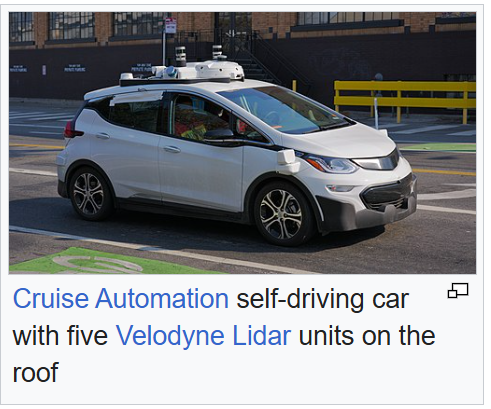 Cruise Automation self-driving car
with five Velodyne Lidar units on the
roof